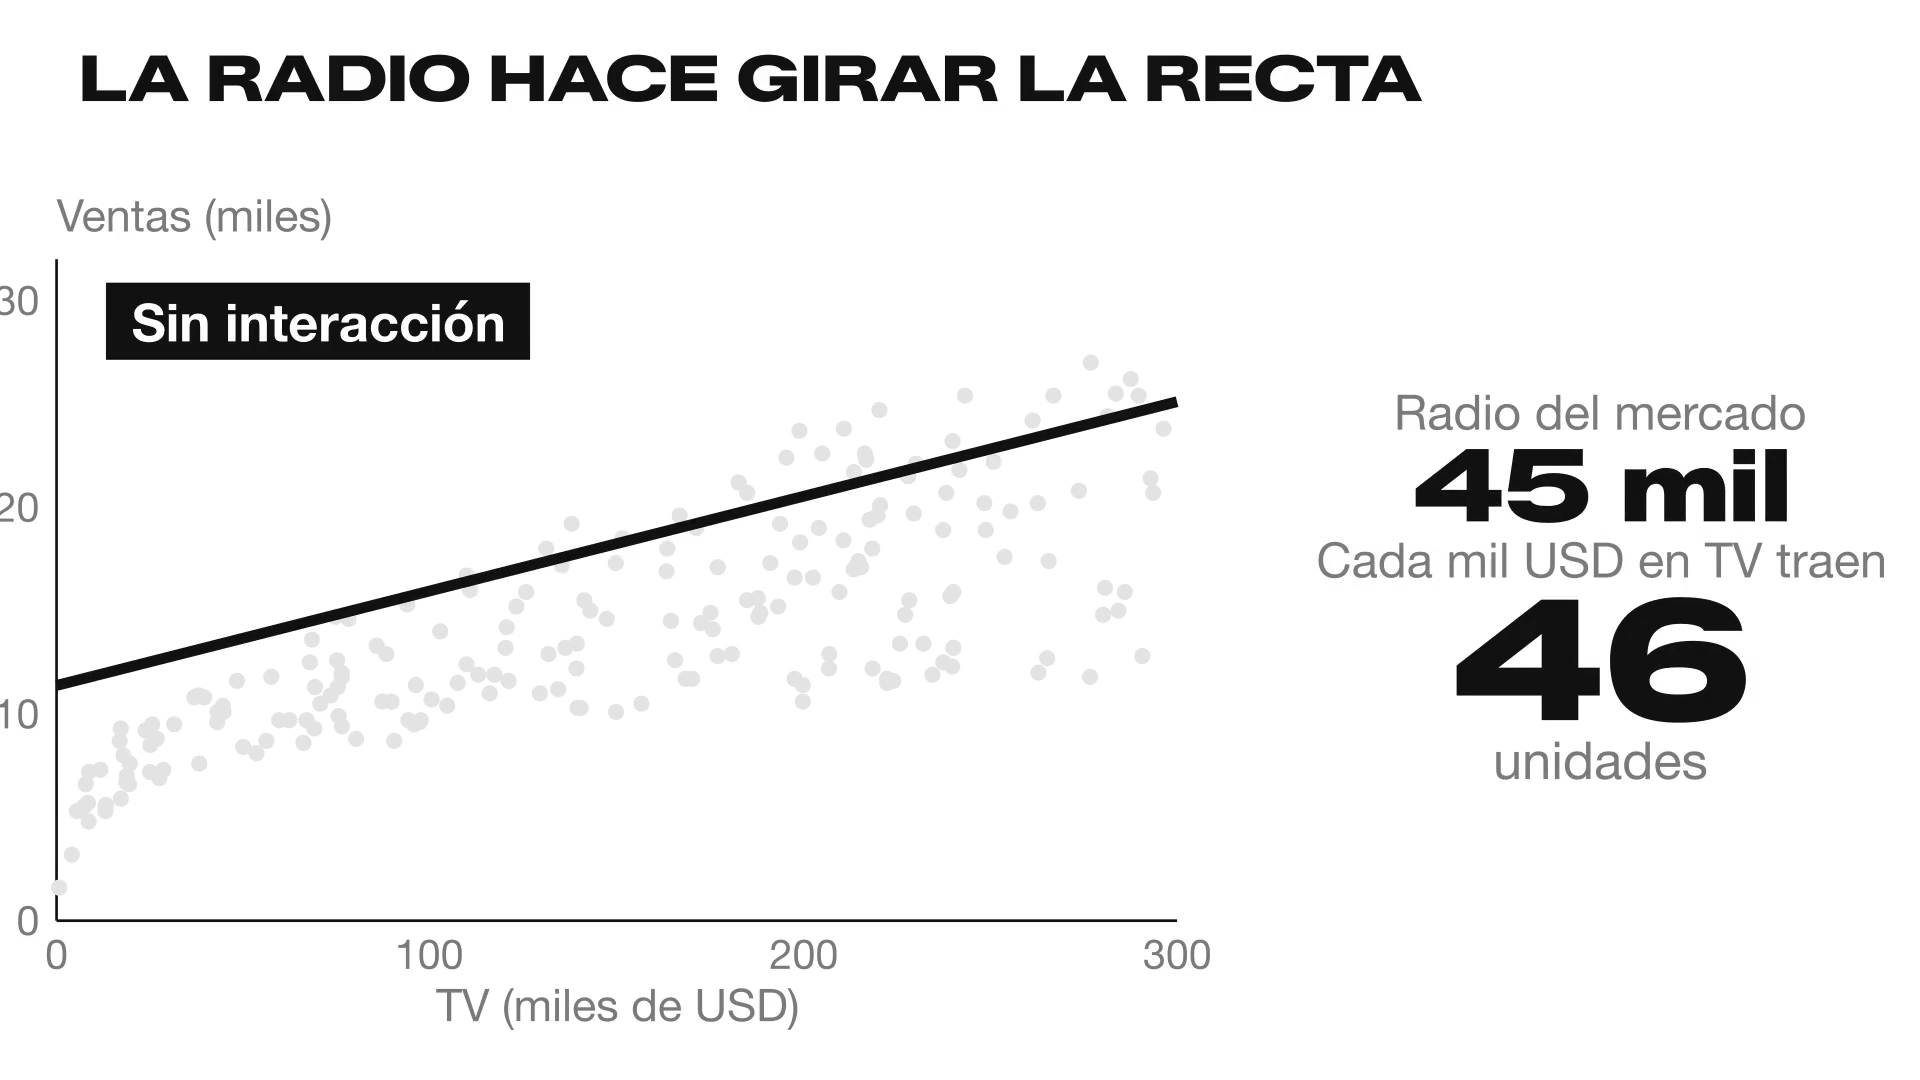 LA RADIO HACE GIRAR LA RECTA
Ventas (miles)
30
Sin interacción
20
10
0
0 100 200 300
TV (miles de USD)
Radio del mercado
45 mil
Cada mil USD en TV traen
46
unidades